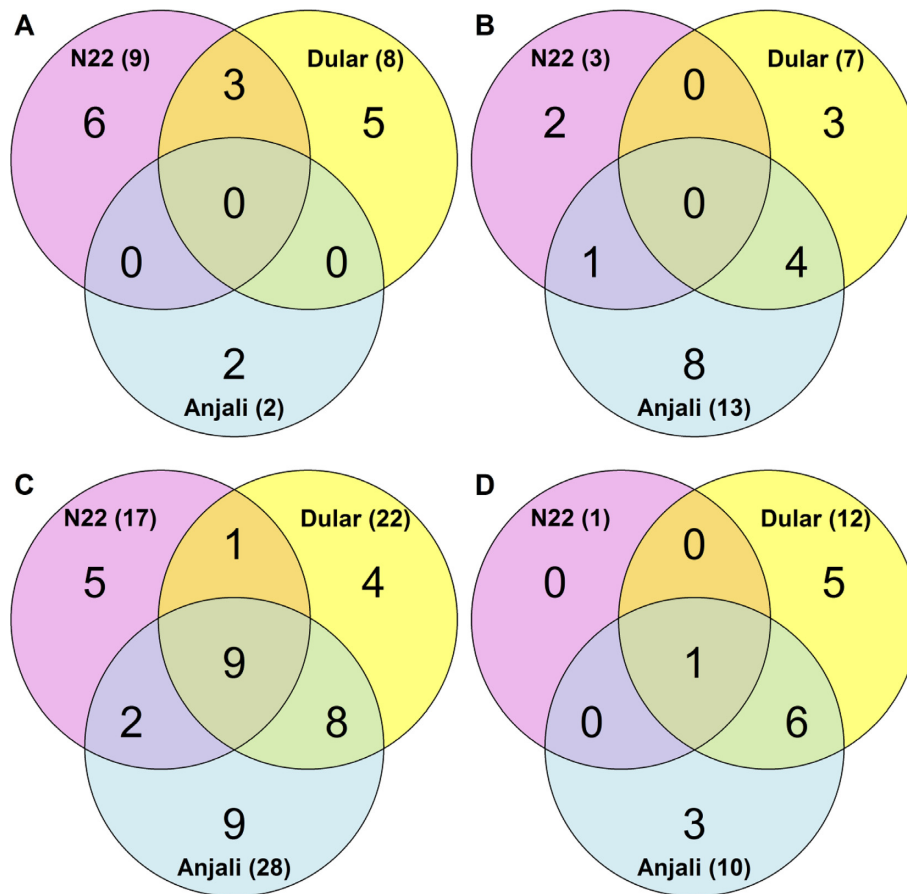 A
B
N22 (9)
Dular (8)
N22 (3)
Dular (7)
3
0
6
5
2
3
0
0
0
0
1
4
2
8
Anjali (2)
Anjali (13)
C
D
N22 (17)
Dular (22)
N22 (1)
Dular (12)
1
0
5
4
0
5
9
1
2
8
0
6
9
3
Anjali (28)
Anjali (10)